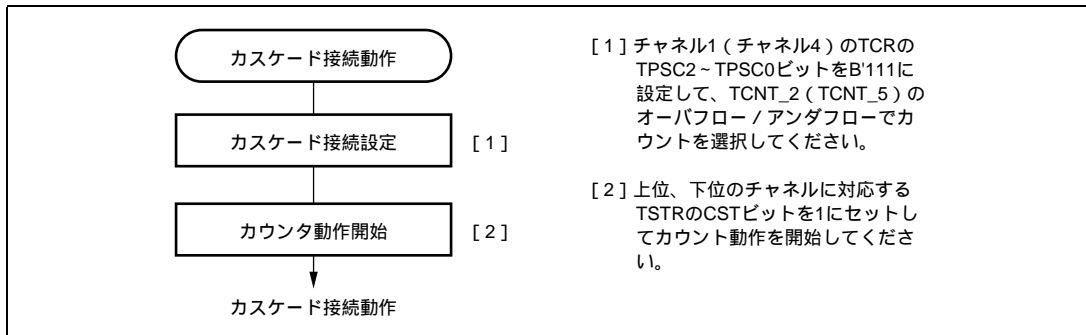 カスケード接続動作
カスケード接続設定
[1]
カウンタ動作開始
[2]
カスケード接続動作
[1]チャネル1(チャネル4)のTCRの
TPSC2~TPSC0ビットをB'111に
設定して、TCNT_2(TCNT_5)の
オーバフロー/アンダフローでカ
ウントを選択してください。
[2]上位、下位のチャネルに対応する
TSTRのCSTビットを1にセットし
てカウント動作を開始してくださ
い。